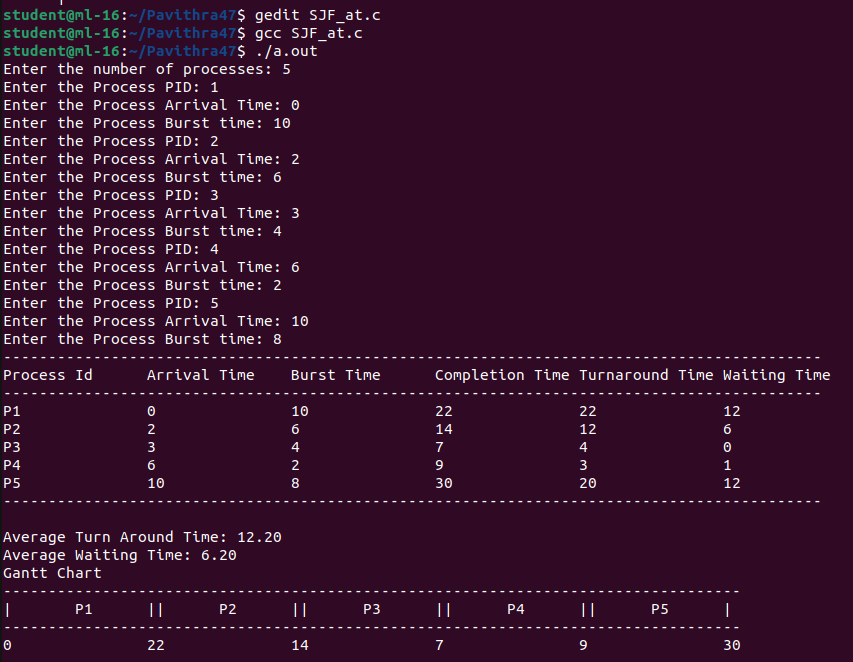 student@ml-16:~/Pavithra47$ gedit SJF_at.c
student@ml-16:~/Pavithra47$ gcc SJF_at.c
student@ml-16:~/Pavithra47$ ./a.out
Enter the number of processes: 5
Enter the Process PID: 1
Enter the Process Arrival Time: 0
Enter the Process Burst time: 10
Enter the Process PID: 2
Enter the Process Arrival Time: 2
Enter the Process Burst time: 6
Enter the Process PID: 3
Enter the Process Arrival Time: 3
Enter the Process Burst time: 4
Enter the Process PID: 4
Enter the Process Arrival Time: 6
Enter the Process Burst time: 2
Enter the Process PID: 5
Enter the Process Arrival Time: 10
Enter the Process Burst time: 8
-------------------------------------------------------------------------------------------
Process Id      Arrival Time    Burst Time      Completion Time Turnaround Time Waiting Time
-------------------------------------------------------------------------------------------
P1              0               10              22              22              12
P2              2               6               14              12              6
P3              3               4               7               4               0
P4              6               2               9               3               1
P5              10              8               30              20              12
-------------------------------------------------------------------------------------------
Average Turn Around Time: 12.20
Average Waiting Time: 6.20
Gantt Chart
----------------------------------------------------------------------------------
|       P1      ||      P2      ||      P3      ||      P4      ||      P5      |
----------------------------------------------------------------------------------
0               22              14              7               9               30